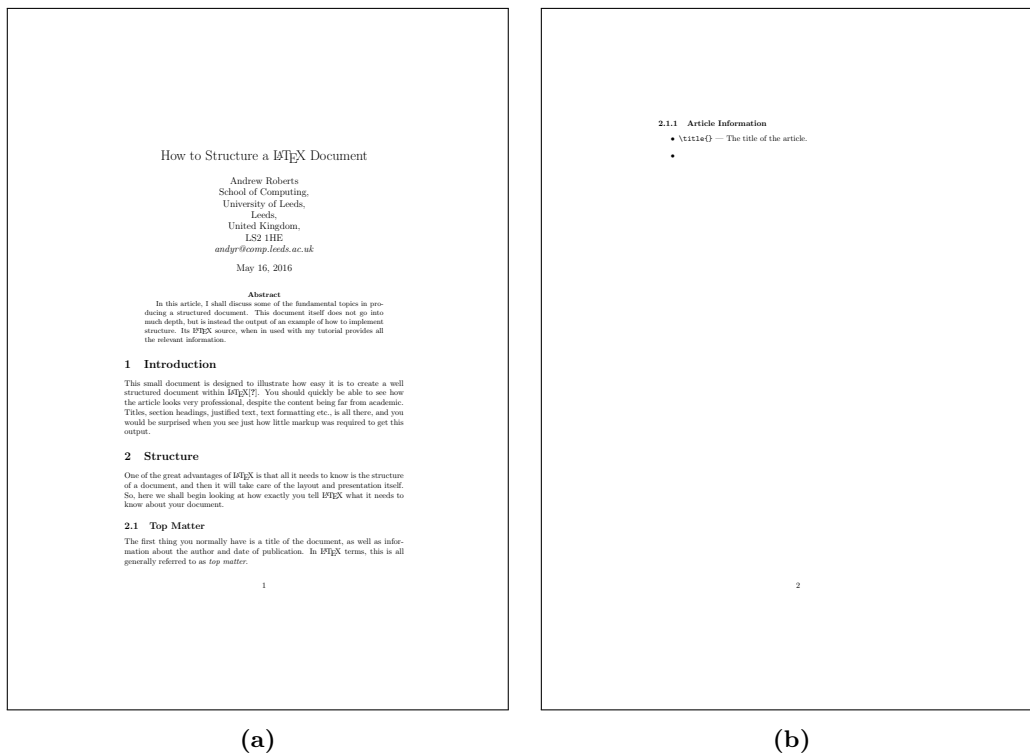 How to Structure a LATEX Document
Andrew Roberts
School of Computing,
University of Leeds,
Leeds,
United Kingdom,
LS2 1HE
andyr@comp.leeds.ac.uk
May 16, 2016
Abstract
In this article, I shall discuss some of the fundamental topics in pro-
ducing a structured document. This document itself does not go into
much depth, but is instead the output of an example of how to implement
structure. Its LATEX source, when in used with my tutorial provides all
the relevant information.
1 Introduction
This small document is designed to illustrate how easy it is to create a well
structured document within LATEX[?]. You should quickly be able to see how
the article looks very professional, despite the content being far from academic.
Titles, section headings, justified text, text formatting etc., is all there, and you
would be surprised when you see just how little markup was required to get this
output.
2 Structure
One of the great advantages of LATEX is that all it needs to know is the structure
of a document, and then it will take care of the layout and presentation itself.
So, here we shall begin looking at how exactly you tell LATEX what it needs to
know about your document.
2.1 Top Matter
The first thing you normally have is a title of the document, as well as infor-
mation about the author and date of publication. In LATEX terms, this is all
generally referred to as top matter.
1
(a)
2.1.1 Article Information
• \title{} — The title of the article.
•
2
(b)